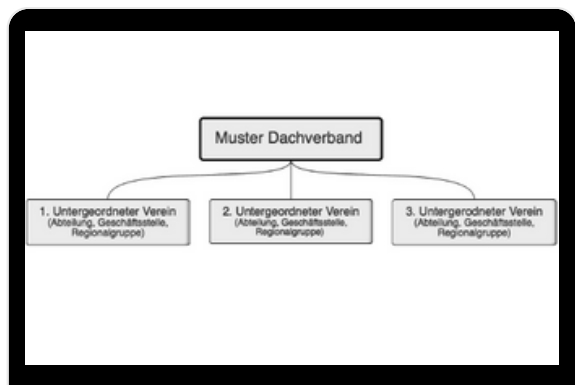 Muster Dachverband
1. Untergeordneter Verein
(Abteilung, Geschäftsstelle,
Regionalgruppe)
2. Untergeordneter Verein
(Abteilung, Geschäftsstelle,
Regionalgruppe)
3. Untergerodneter Verein
(Abteilung, Geschäftsstelle,
Regionalgruppe)